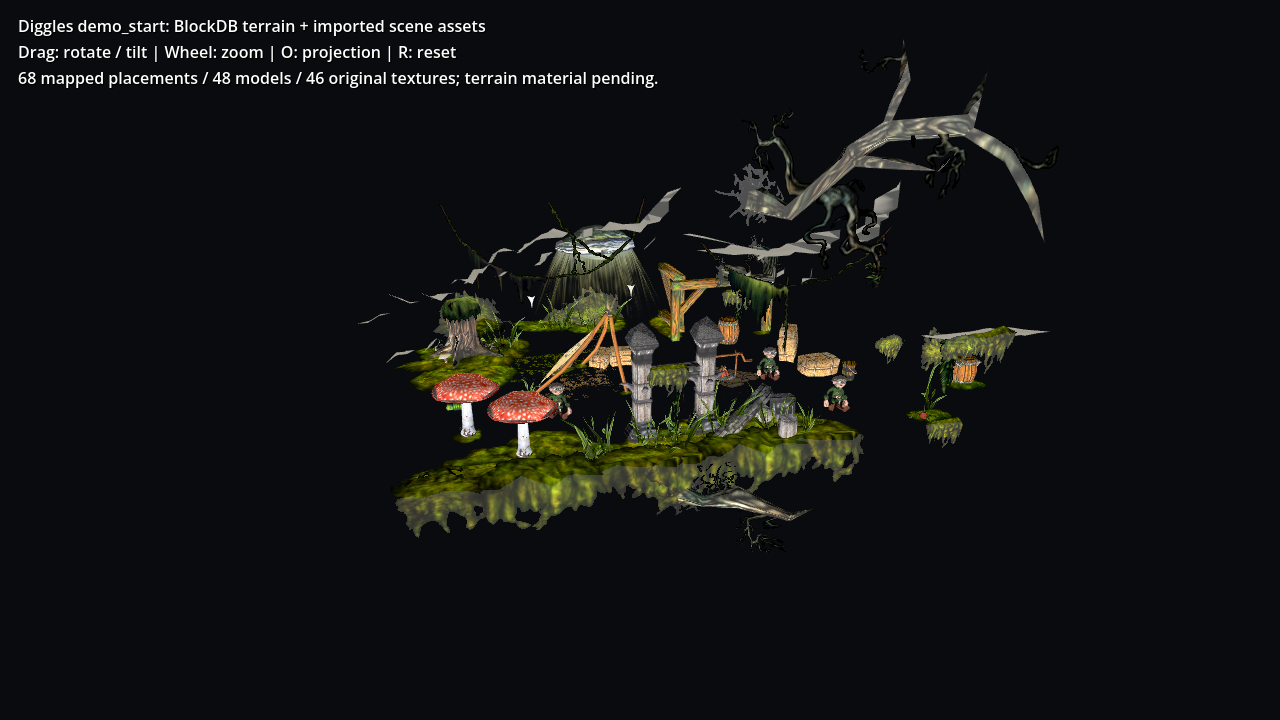 Diggles demo_start: BlockDB terrain + imported scene assets
Drag: rotate / tilt | Wheel: zoom | O: projection | R: reset
68 mapped placements / 48 models / 46 original textures; terrain material pending.